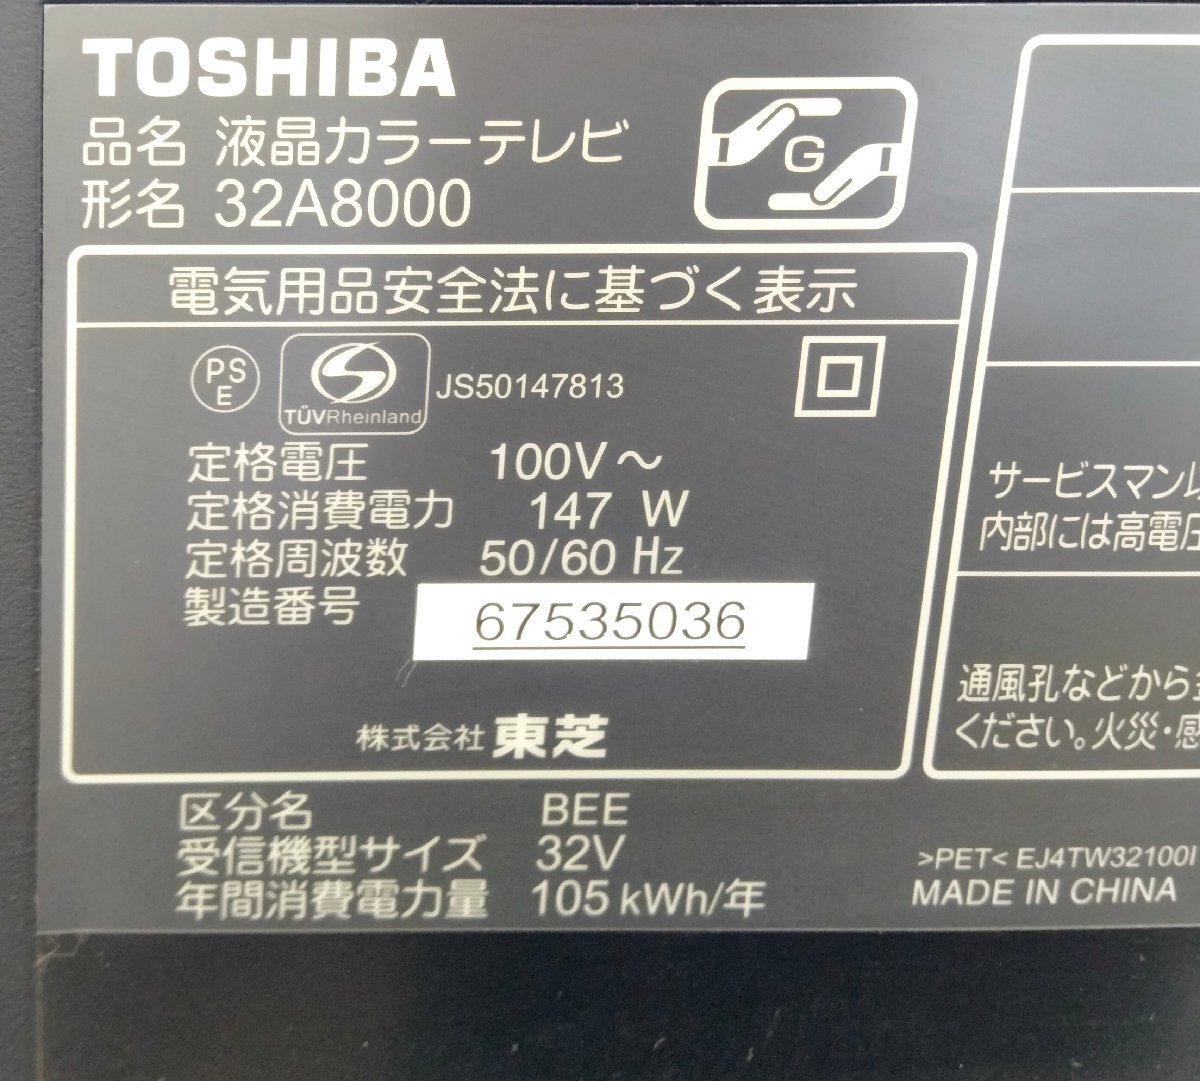 TOSHIBA
品名 液晶カラーテレビ
形名 32A8000
G
電気用品安全法に基づく表示
PS
E
TÜVRheinland
JS50147813
定格電圧 100V～
定格消費電力 147 W
定格周波数 50/60 Hz
製造番号 67535036
株式会社 東芝
区分名 BEE
受信機型サイズ 32V
年間消費電力量 105 kWh/年
サービスマン
内部には高電圧
通風孔などから
ください。火災・感
>PET< EJ4TW32100I
MADE IN CHINA